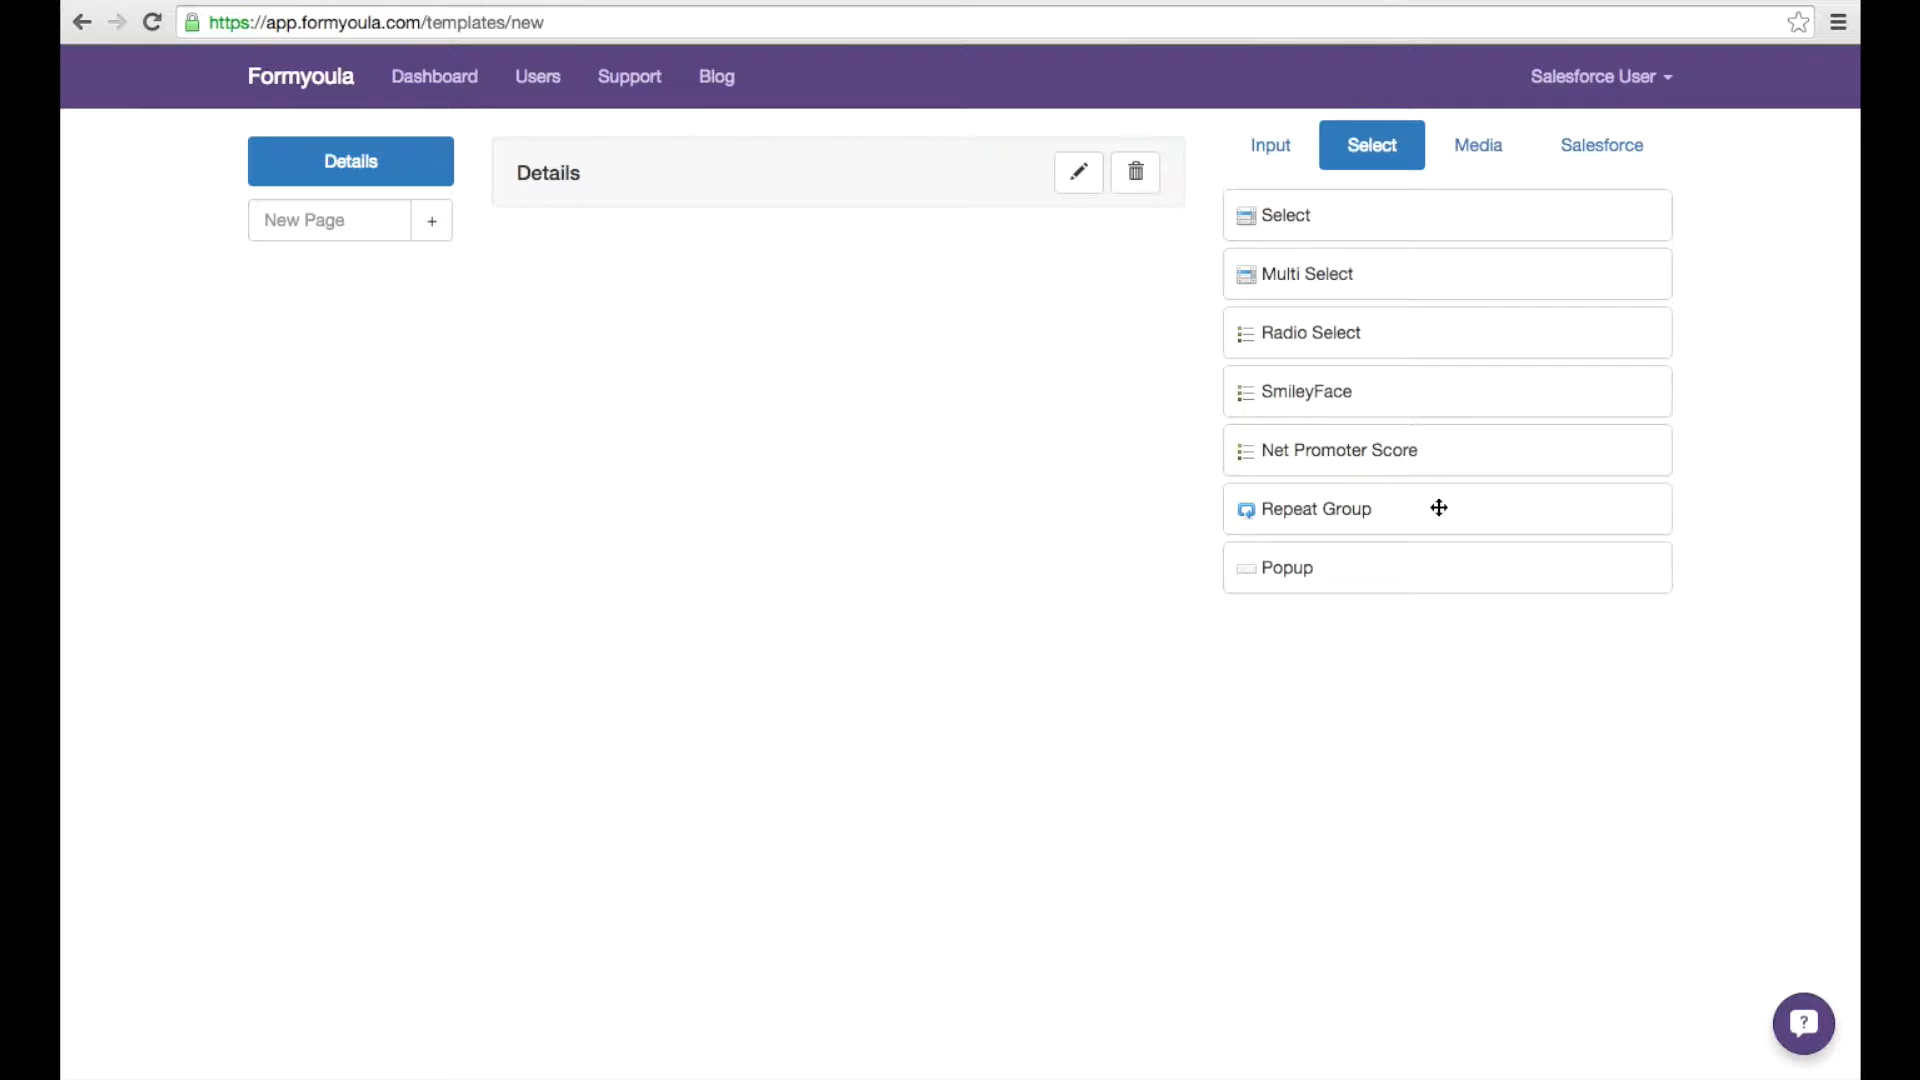 https://app.formyoula.com/templates/new
Formyoula Dashboard Users Support Blog Salesforce User
Details
New Page +
Details
Input Select Media Salesforce
Select
Multi Select
Radio Select
SmileyFace
Net Promoter Score
Repeat Group
Popup
?